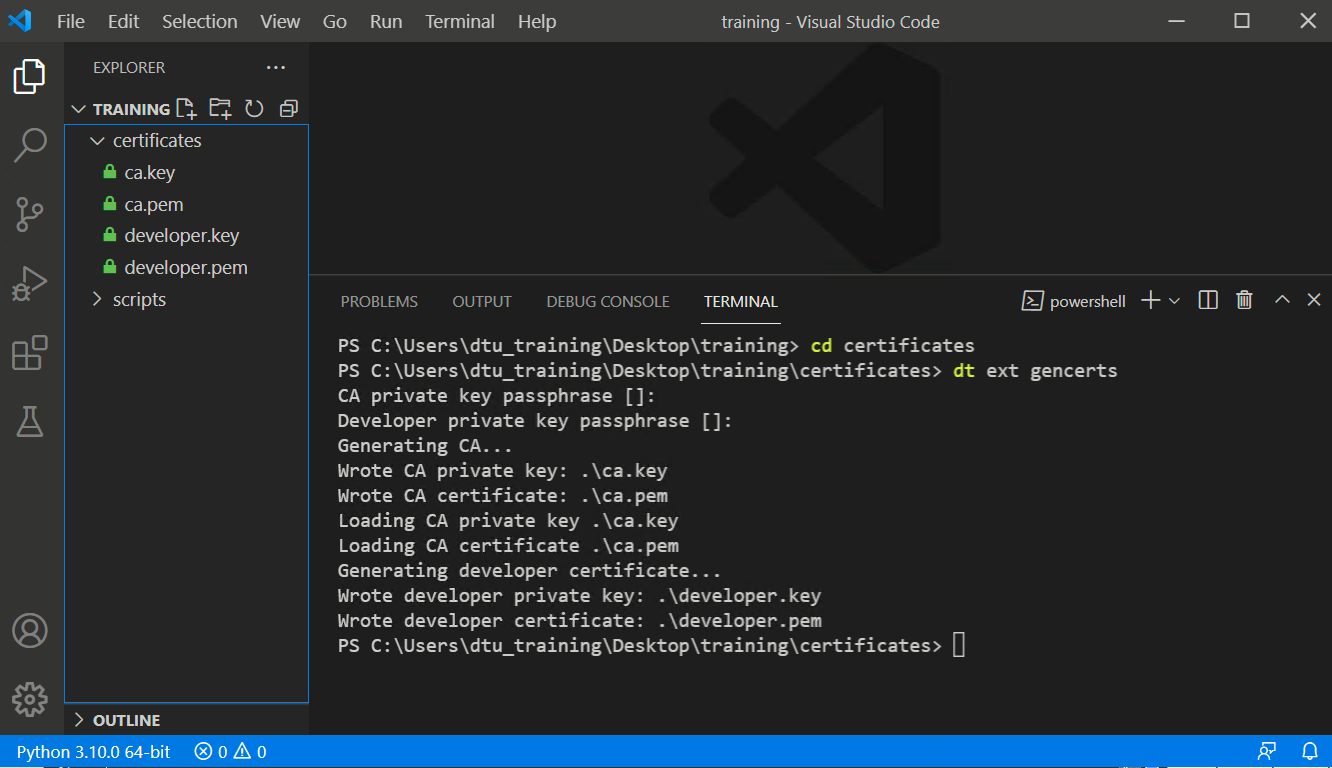 File Edit Selection View Go Run Terminal Help training - Visual Studio Code
EXPLORER
TRAINING
certificates
ca.key
ca.pem
developer.key
developer.pem
scripts
OUTLINE
PROBLEMS OUTPUT DEBUG CONSOLE TERMINAL powershell
PS C:\Users\dtu_training\Desktop\training> cd certificates
PS C:\Users\dtu_training\Desktop\training\certificates> dt ext gencerts
CA private key passphrase []:
Developer private key passphrase []:
Generating CA...
Wrote CA private key: .\ca.key
Wrote CA certificate: .\ca.pem
Loading CA private key .\ca.key
Loading CA certificate .\ca.pem
Generating developer certificate...
Wrote developer private key: .\developer.key
Wrote developer certificate: .\developer.pem
PS C:\Users\dtu_training\Desktop\training\certificates>
Python 3.10.0 64-bit 0 0